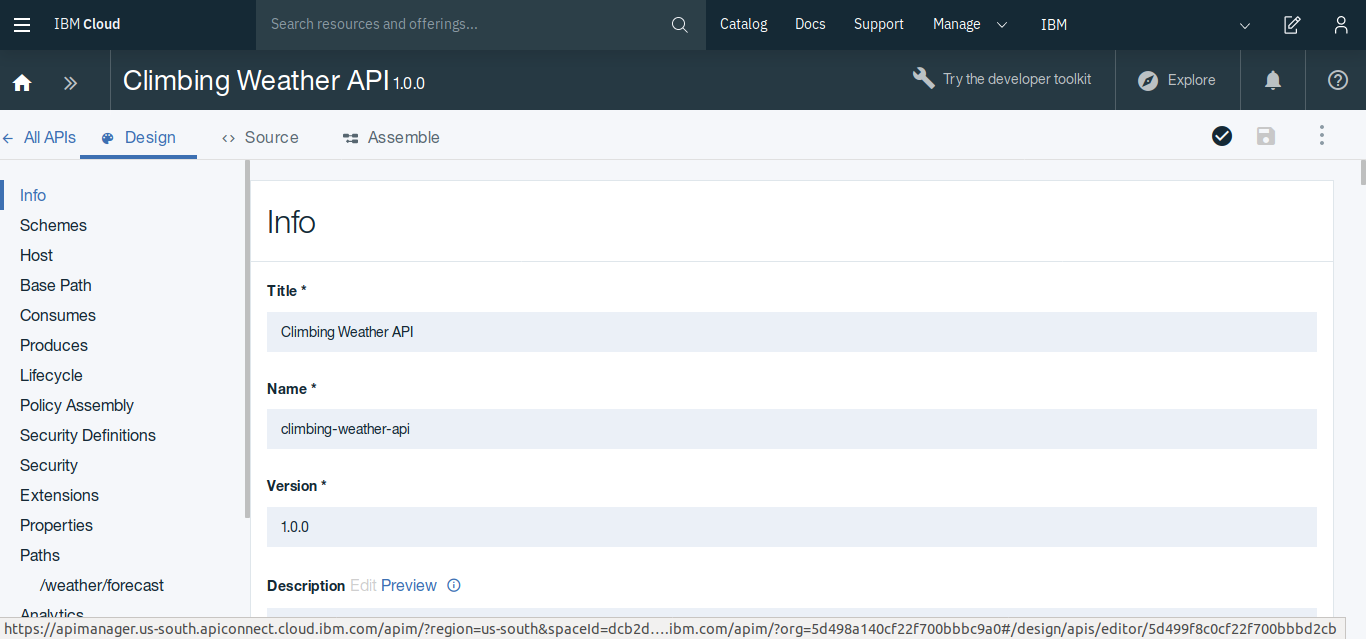 IBM Cloud Search resources and offerings... Catalog Docs Support Manage IBM
Climbing Weather API 1.0.0 Try the developer toolkit Explore
All APIs Design Source Assemble
Info
Schemes
Host
Base Path
Consumes
Produces
Lifecycle
Policy Assembly
Security Definitions
Security
Extensions
Properties
Paths
/weather/forecast
Analytics
Info
Title *
Climbing Weather API
Name *
climbing-weather-api
Version *
1.0.0
Description Edit Preview
https://apimanager.us-south.apiconnect.cloud.ibm.com/apim/?region=us-south&spaceId=dcb2d....ibm.com/apim/?org=5d498a140cf22f700bbbc9a0#/design/apis/editor/5d499f8c0cf22f700bbbd2cb